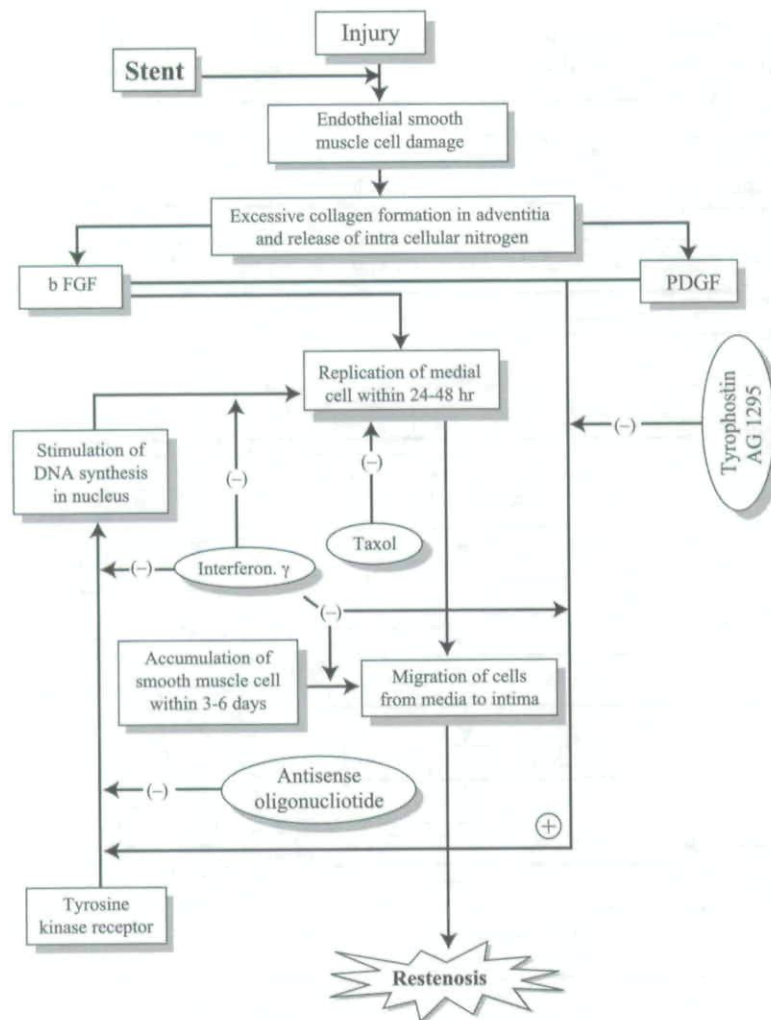 Injury
Stent
Endothelial smooth
muscle cell damage
Excessive collagen formation in adventitia
and release of intra cellular nitrogen
b FGF
PDGF
Replication of medial
cell within 24-48 hr
Tyrophostin
AG 1295
(–)
Stimulation of
DNA synthesis
in nucleus
(–)
(–)
Taxol
(–)
Interferon. γ
(–)
Accumulation of
smooth muscle cell
within 3-6 days
Migration of cells
from media to intima
(–)
Antisense
oligonucliotide
+
Tyrosine
kinase receptor
Restenosis